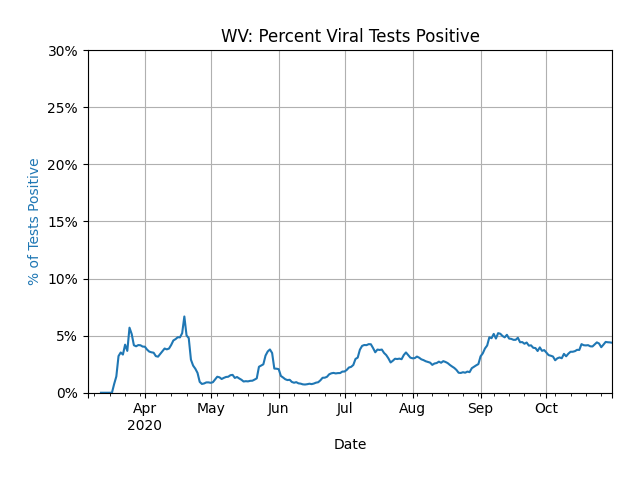 WV: Percent Viral Tests Positive
30%
25%
20%
15%
10%
5%
0%
% of Tests Positive
Apr May Jun Jul Aug Sep Oct
2020
Date